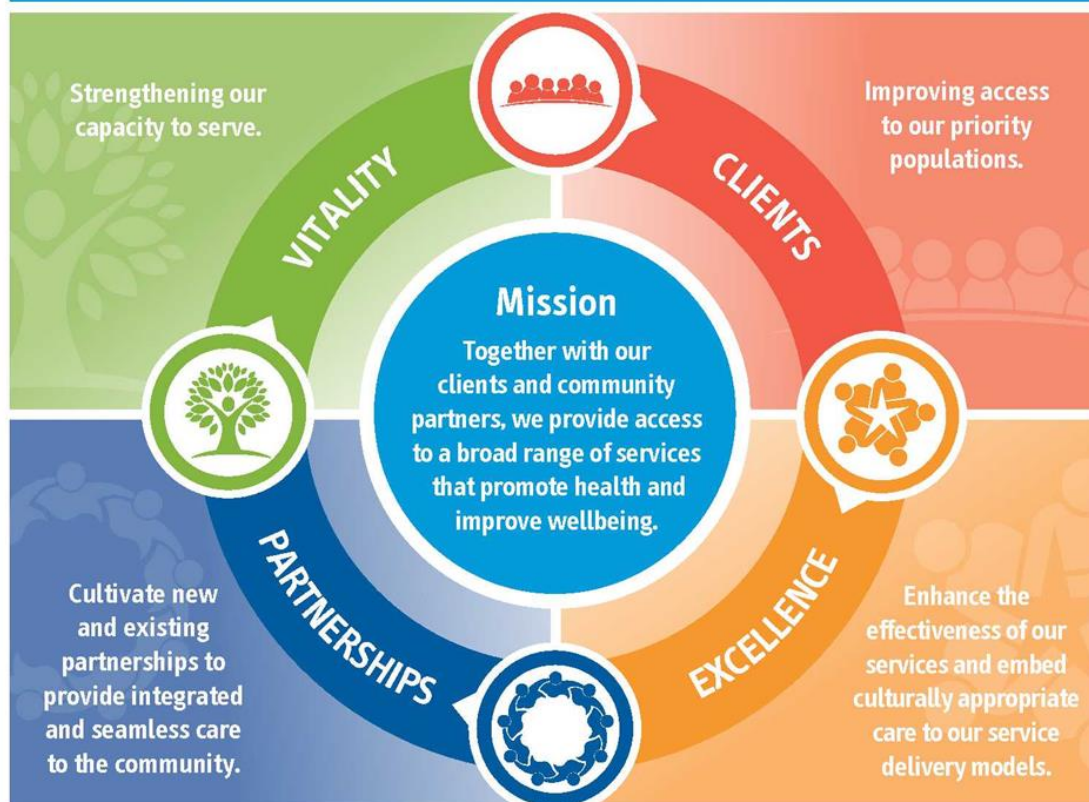 Strengthening our
capacity to serve.
Improving access
to our priority
populations.
VITALITY
CLIENTS
Mission
Together with our
clients and community
partners, we provide access
to a broad range of services
that promote health and
improve wellbeing.
PARTNERSHIPS
EXCELLENCE
Cultivate new
and existing
partnerships to
provide integrated
and seamless care
to the community.
Enhance the
effectiveness of our
services and embed
culturally appropriate
care to our service
delivery models.